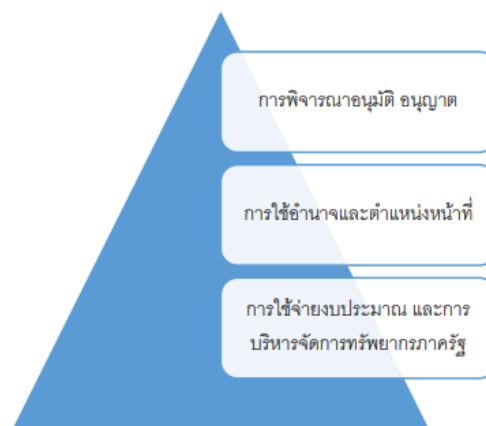 การพิจารณาอนุมัติ อนุญาต
การใช้อำนาจและตำแหน่งหน้าที่
การใช้จ่ายงบประมาณ และการ
บริหารจัดการทรัพยากรภาครัฐ